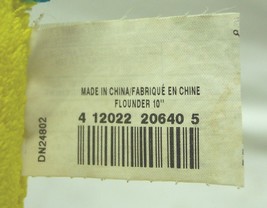 MADE IN CHINA/FABRIQUÉ EN CHINE
FLOUNDER 10"
4 12022 20640 5
DN24802